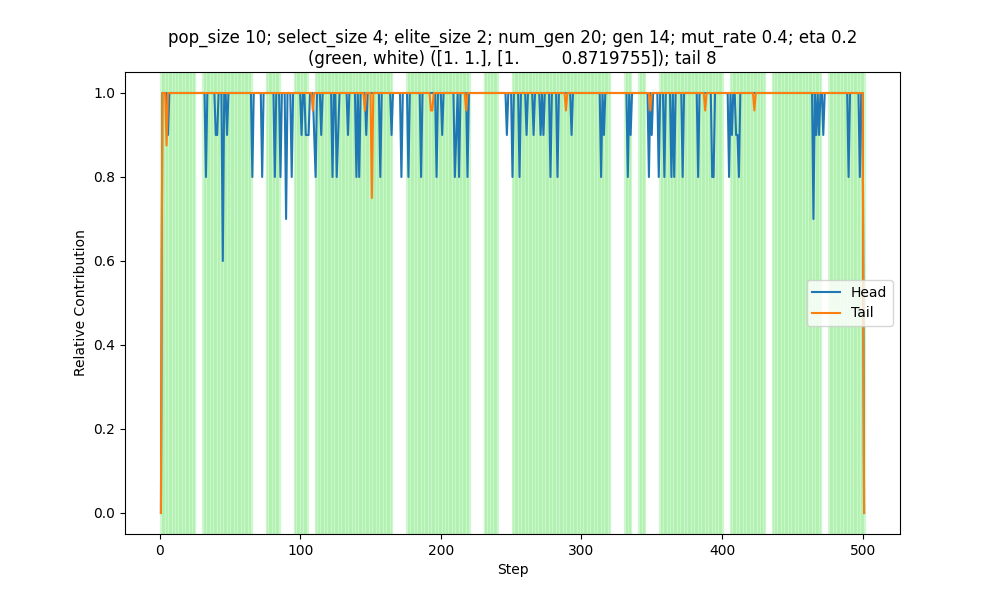 pop_size 10; select_size 4; elite_size 2; num_gen 20; gen 14; mut_rate 0.4; eta 0.2
(green, white) ([1. 1.], [1.        0.8719755]); tail 8
1.0
0.8
0.6
0.4
0.2
0.0
Relative Contribution
Head
Tail
0
100
200
300
400
500
Step